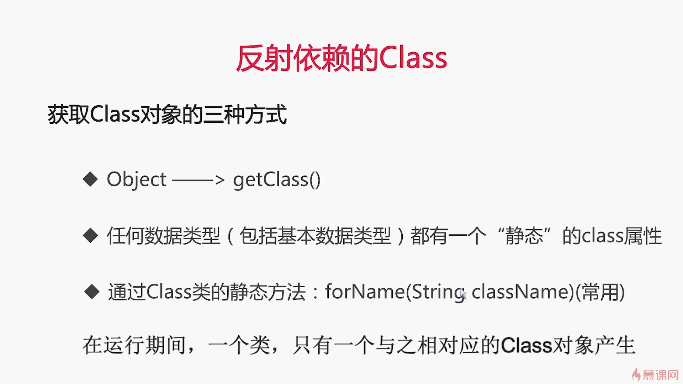 反射依赖的Class
获取Class对象的三种方式
◆ Object ——> getClass()
◆ 任何数据类型（包括基本数据类型）都有一个“静态”的class属性
◆ 通过Class类的静态方法：forName(String className)(常用)
在运行期间，一个类，只有一个与之相对应的Class对象产生
慕课网